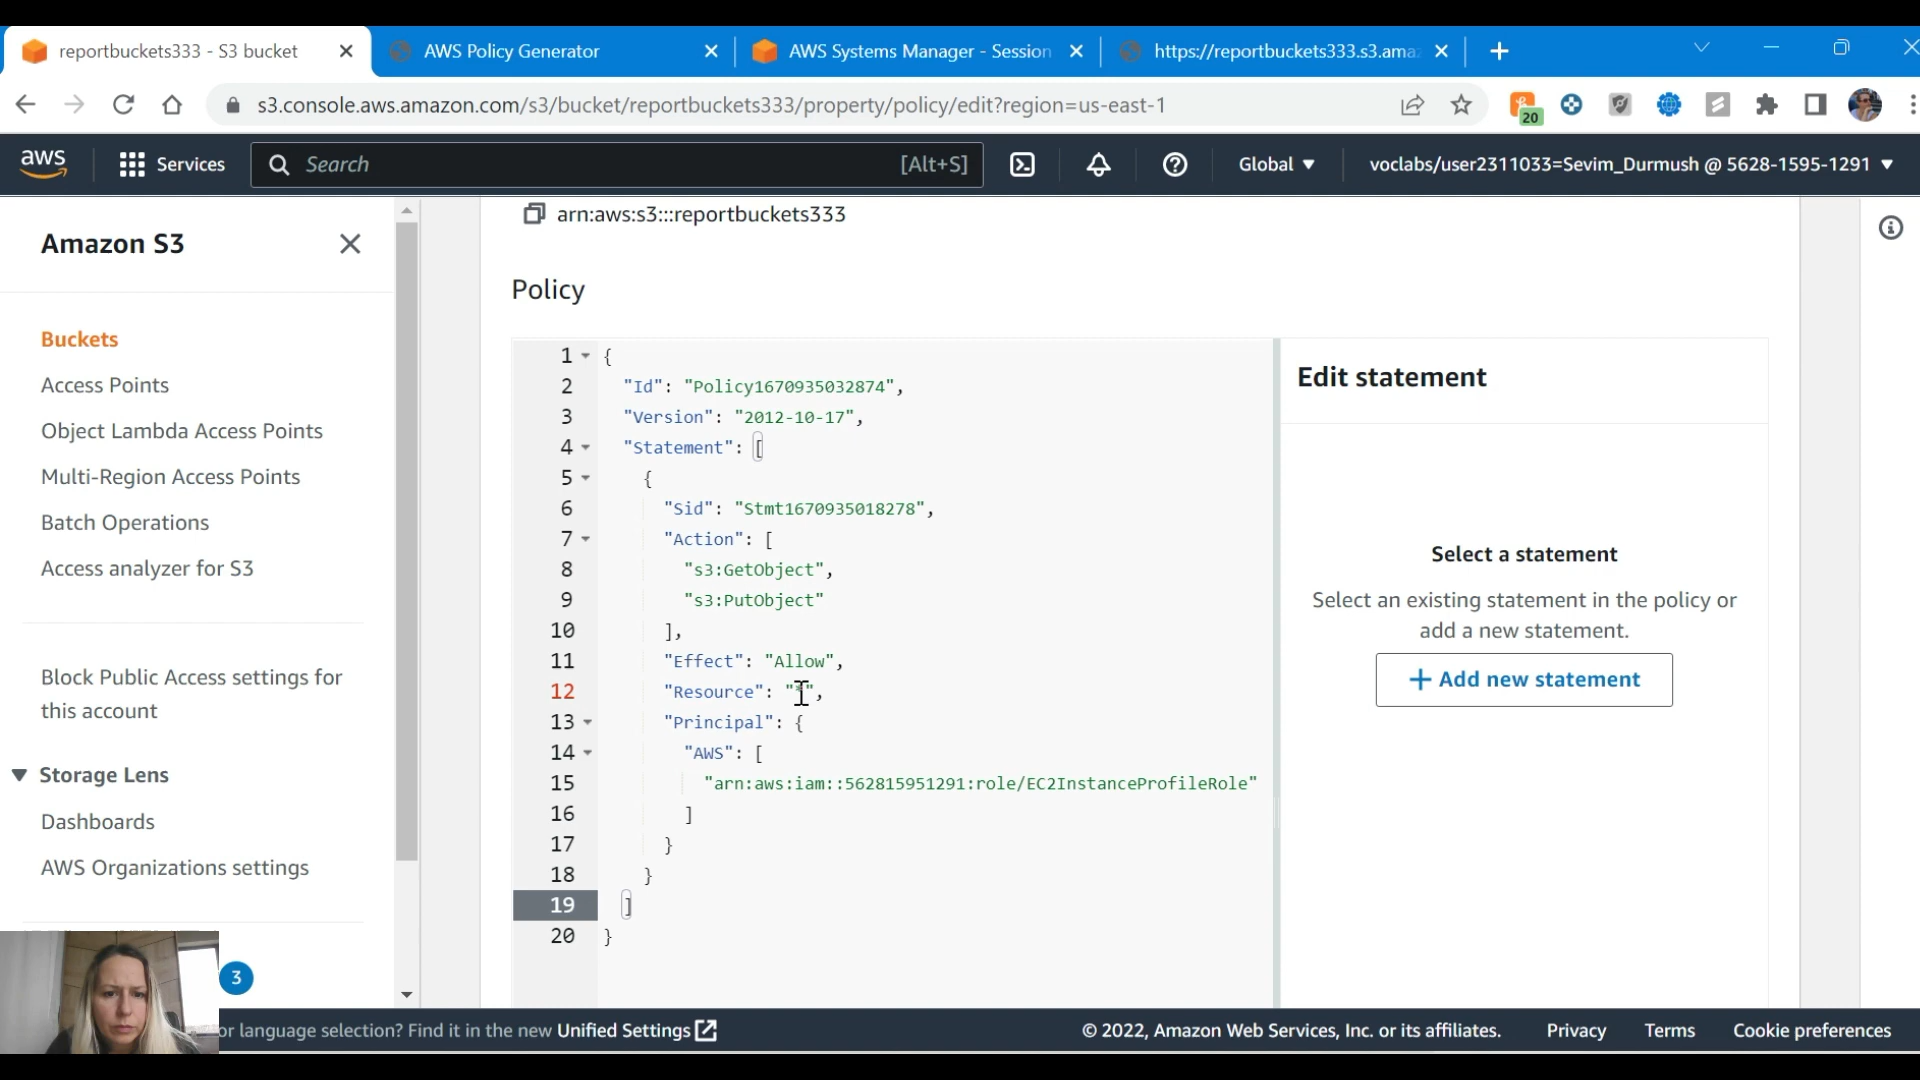 reportbuckets333 - S3 bucket
AWS Policy Generator
AWS Systems Manager - Session
https://reportbuckets333.s3.ama
s3.console.aws.amazon.com/s3/bucket/reportbuckets333/property/policy/edit?region=us-east-1
20
aws
Services
Search
[Alt+S]
Global
voclabs/user2311033=Sevim_Durmush @ 5628-1595-1291
Amazon S3
Buckets
Access Points
Object Lambda Access Points
Multi-Region Access Points
Batch Operations
Access analyzer for S3
Block Public Access settings for
this account
Storage Lens
Dashboards
AWS Organizations settings
3
arn:aws:s3:::reportbuckets333
Policy
1 {
2 "Id": "Policy1670935032874",
3 "Version": "2012-10-17",
4 "Statement": [
5 {
6 "Sid": "Stmt1670935018278",
7 "Action": [
8 "s3:GetObject",
9 "s3:PutObject"
10 ],
11 "Effect": "Allow",
12 "Resource": "",
13 "Principal": {
14 "AWS": [
15 "arn:aws:iam::562815951291:role/EC2InstanceProfileRole"
16 ]
17 }
18 }
19 ]
20 }
Edit statement
Select a statement
Select an existing statement in the policy or
add a new statement.
+ Add new statement
or language selection? Find it in the new Unified Settings
© 2022, Amazon Web Services, Inc. or its affiliates.
Privacy
Terms
Cookie preferences